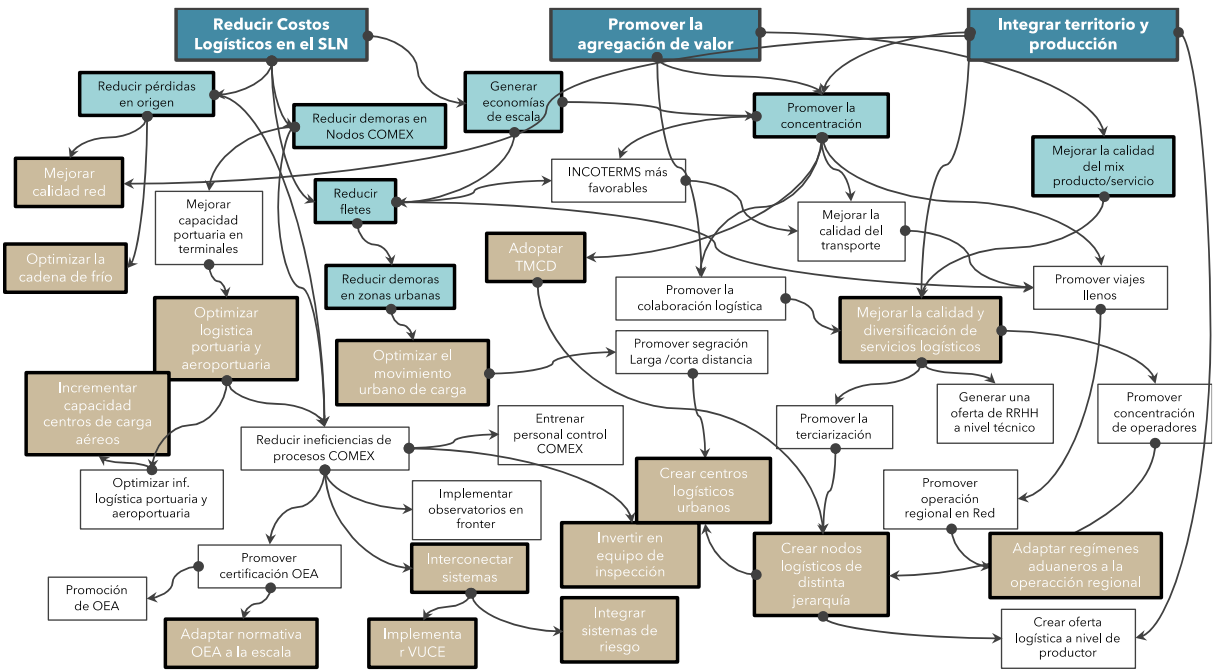 Reducir Costos
Logísticos en el SLN
Promover la
agregación de valor
Integrar territorio y
producción
Reducir pérdidas
en origen
Reducir demoras en
Nodos COMEX
Generar
economías
de escala
Promover la
concentración
Mejorar la calidad
del mix
producto/servicio
Mejorar
calidad red
Mejorar
capacidad
portuaria en
terminales
Reducir
fletes
INCOTERMS más
favorables
Mejorar la
calidad del
transporte
Optimizar la
cadena de frío
Reducir demoras
en zonas urbanas
Adoptar
TMCD
Promover la
colaboración logística
Promover viajes
llenos
Optimizar
logistica
portuaria y
aeroportuaria
Optimizar el
movimiento
urbano de carga
Promover segración
Larga /corta distancia
Mejorar la calidad y
diversificación de
servicios logísticos
Incrementar
capacidad
centros de carga
aéreos
Reducir ineficiencias de
procesos COMEX
Entrenar
personal control
COMEX
Promover la
terciarización
Generar una
oferta de RRHH
a nivel técnico
Promover
concentración
de operadores
Optimizar inf.
logística portuaria y
aeroportuaria
Implementar
observatorios en
fronter
Crear centros
logísticos
urbanos
Promover
operación
regional en Red
Promover
certificación OEA
Interconectar
sistemas
Invertir en
equipo de
inspección
Crear nodos
logísticos de
distinta
jerarquía
Adaptar regímenes
aduaneros a la
operacción regional
Promoción
de OEA
Adaptar normativa
OEA a la escala
Implementa
r VUCE
Integrar
sistemas de
riesgo
Crear oferta
logística a nivel de
productor